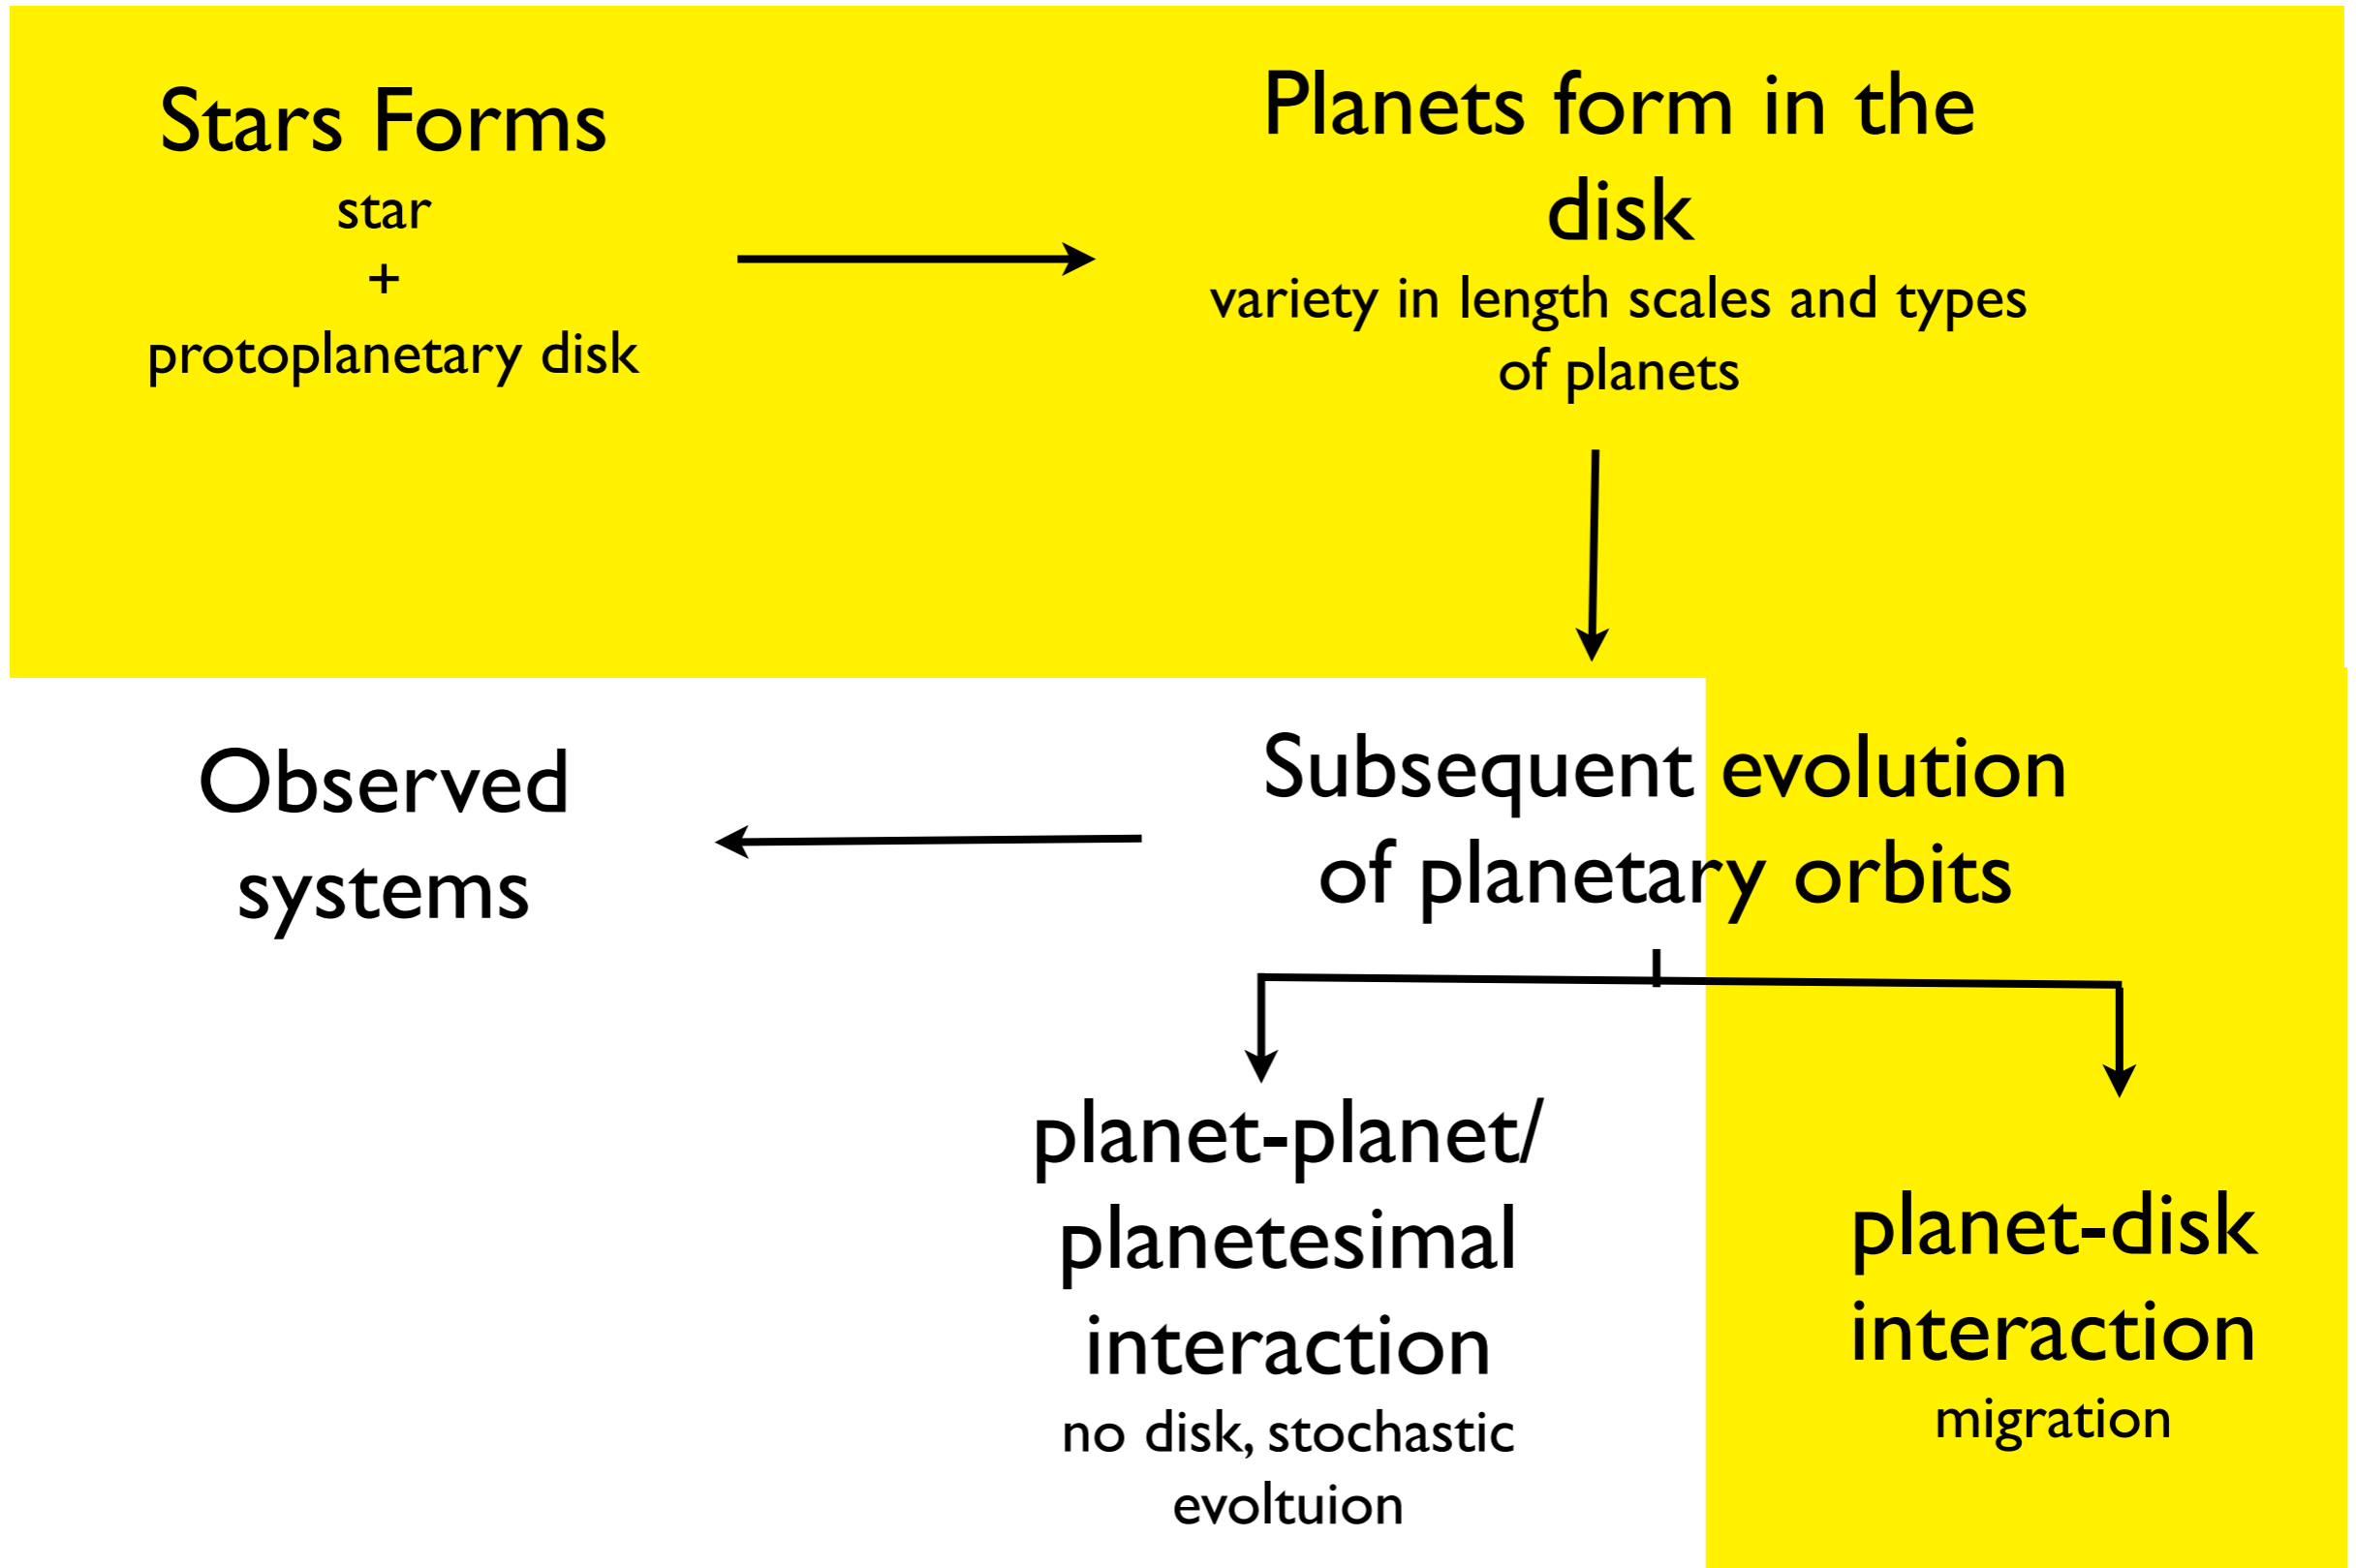 Stars Forms
star
+
protoplanetary disk
Planets form in the
disk
variety in length scales and types
of planets
Observed
systems
Subsequent evolution
of planetary orbits
planet-planet/
planetesimal
interaction
no disk, stochastic
evoltuion
planet-disk
interaction
migration